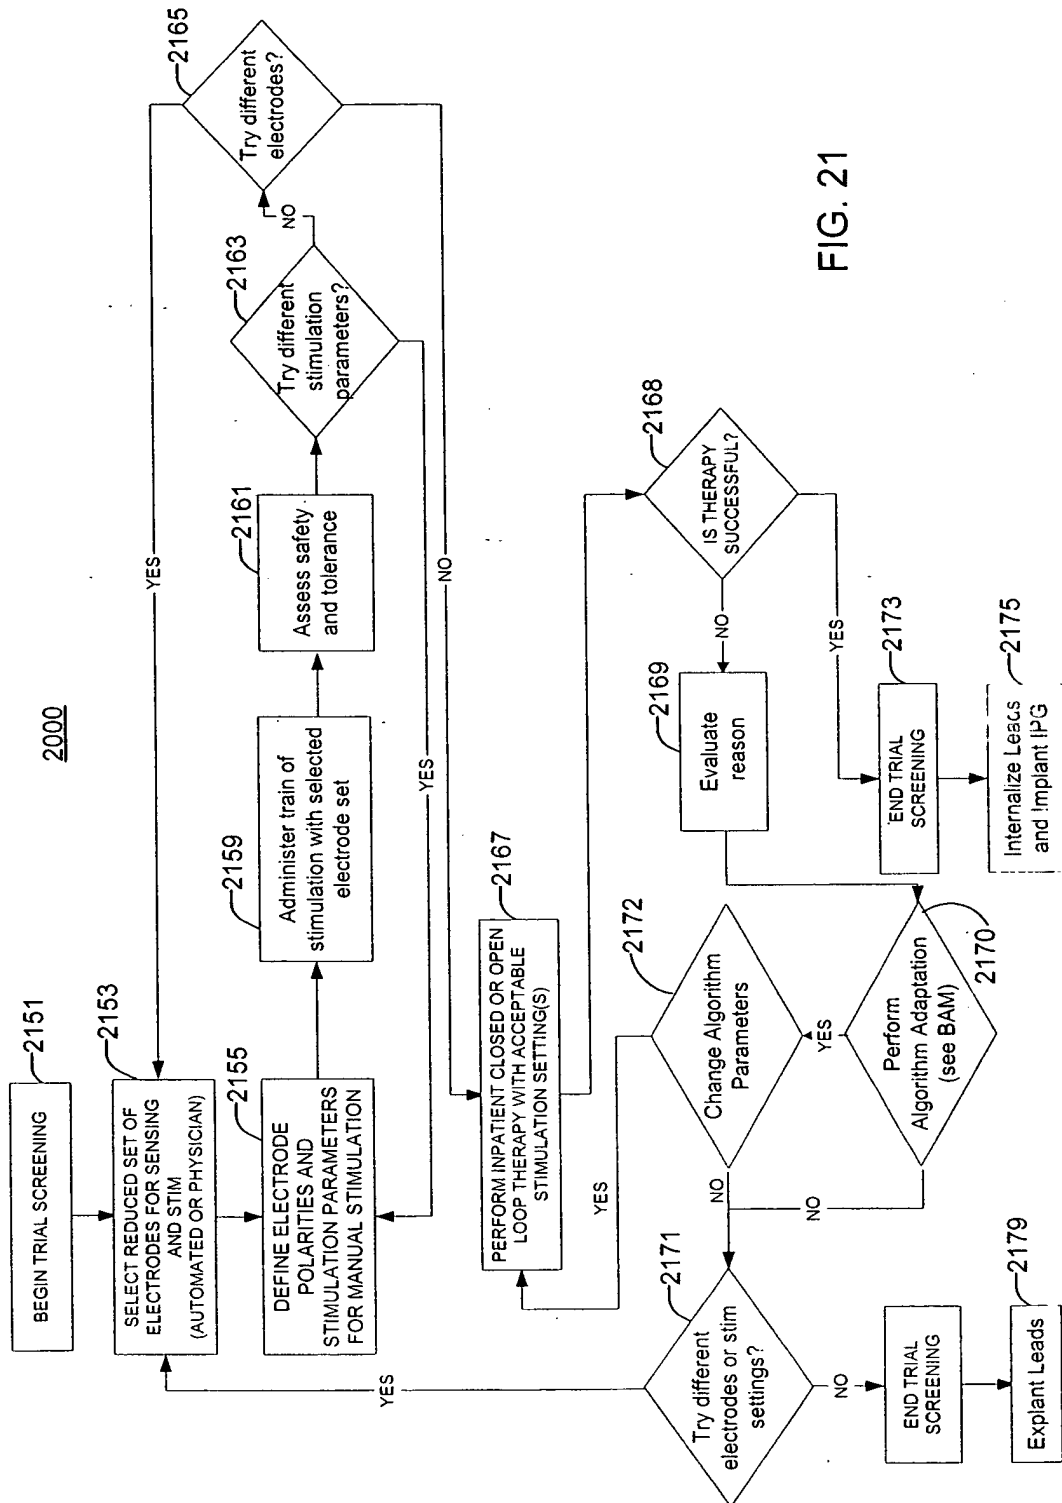 2000
BEGIN TRIAL SCREENING
2151
SELECT REDUCED SET OF
ELECTRODES FOR SENSING
AND STIM
(AUTOMATED OR PHYSICIAN)
2153
DEFINE ELECTRODE
POLARITIES AND
STIMULATION PARAMETERS
FOR MANUAL STIMULATION
2155
Administer train of
stimulation with selected
electrode set
2159
Assess safety
and tolerance
2161
Try different
stimulation
parameters?
2163
NO
YES
Try different
electrodes?
2165
YES
NO
PERFORM INPATIENT CLOSED OR OPEN
LOOP THERAPY WITH ACCEPTABLE
STIMULATION SETTING(S)
2167
IS THERAPY
SUCCESSFUL?
2168
NO
YES
Evaluate
reason
2169
Perform
Algorithm Adaptation
(see BAM)
2170
YES
NO
Change Algorithm
Parameters
2172
YES
NO
Try different
electrodes or stim
settings?
2171
YES
NO
END TRIAL
SCREENING
Explant Leads
2179
END TRIAL
SCREENING
2173
Internalize Leads
and Implant IPG
2175
FIG. 21